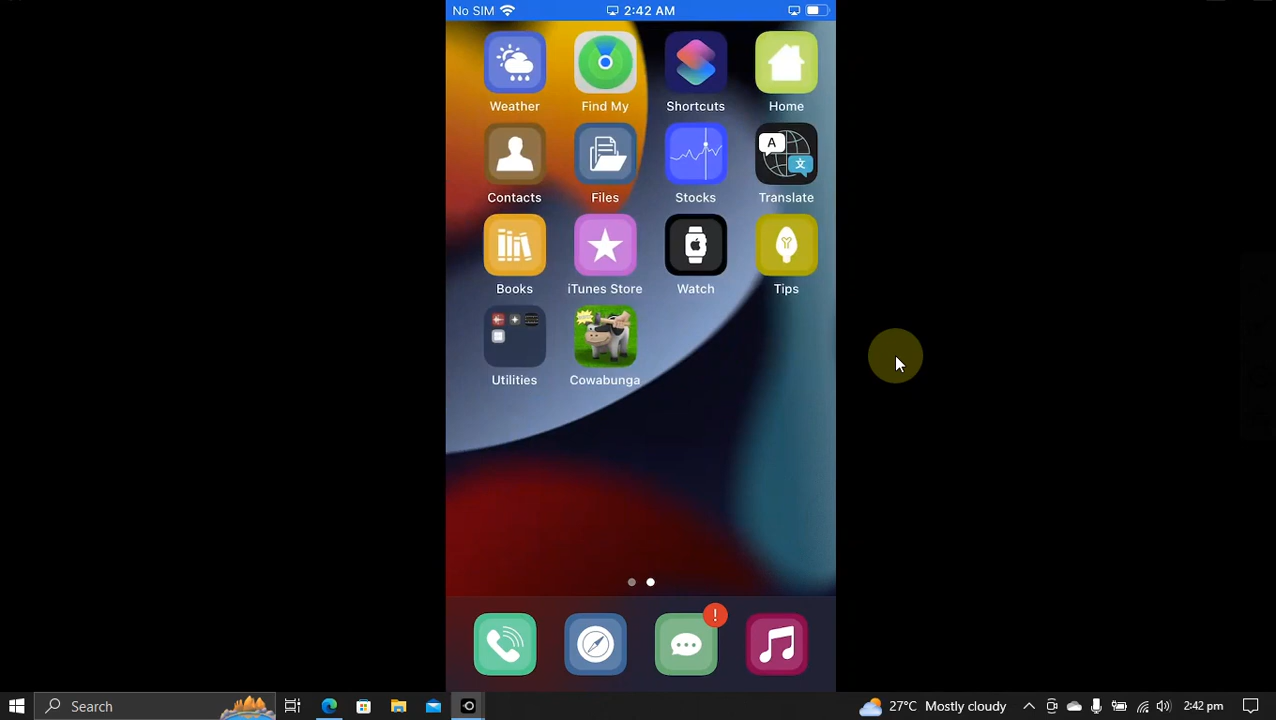 No SIM 2:42 AM
Weather Find My Shortcuts Home
A 文
Contacts Files Stocks Translate
Books iTunes Store Watch Tips
Utilities Cowabunga
!
Search 27°C Mostly cloudy 2:42 pm